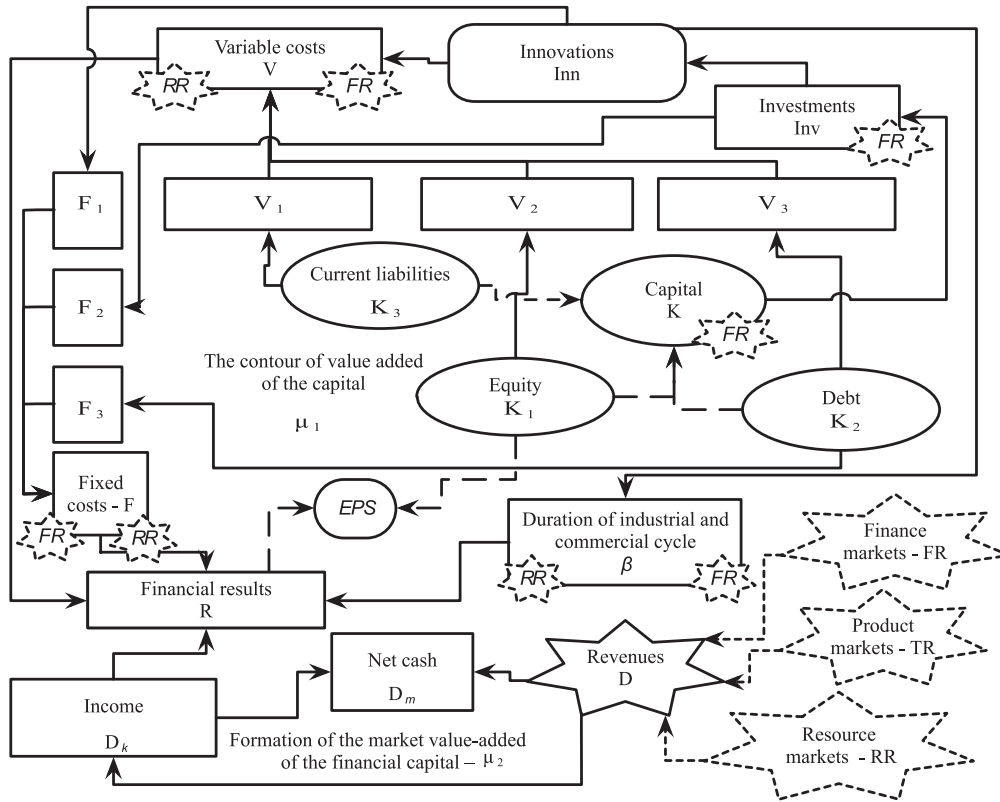 Variable costs
V
RR
FR
Innovations
Inn
Investments
Inv
FR
F 1
V 1
V 2
V 3
Current liabilities
K 3
Capital
K
FR
F 2
The contour of value added
of the capital
μ 1
Equity
K 1
Debt
K 2
F 3
Fixed
costs - F
FR
RR
EPS
Duration of industrial and
commercial cycle
β
RR
FR
Finance
markets - FR
Financial results
R
Product
markets - TR
Net cash
D m
Revenues
D
Income
D k
Resource
markets - RR
Formation of the market value-added
of the financial capital – μ 2